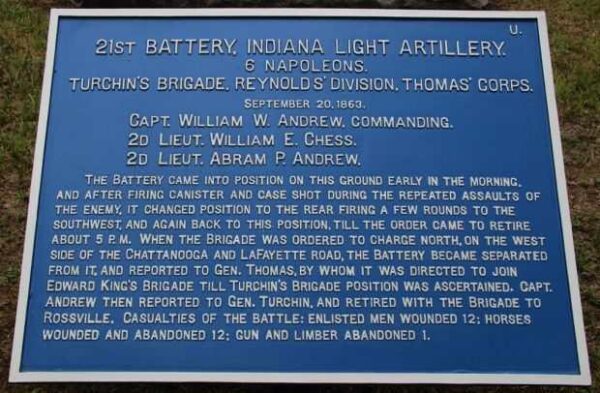 U.
21st Battery, Indiana Light Artillery.
6 Napoleons.
Turchin's Brigade, Reynolds' Division, Thomas' Corps.
September 20, 1863.
Capt. William W. Andrew, commanding.
2d Lieut. William E. Chess.
2d Lieut. Abram P. Andrew.
The Battery came into position on this ground early in the morning,
and after firing canister and case shot during the repeated assaults of
the enemy, it changed position to the rear firing a few rounds to the
southwest, and again back to this position, till the order came to retire
about 5 P.M. When the Brigade was ordered to charge north, on the west
side of the Chattanooga and LaFayette road, the Battery became separated
from it, and reported to Gen. Thomas, by whom it was directed to join
Edward King's Brigade till Turchin's Brigade position was ascertained. Capt.
Andrew then reported to Gen. Turchin, and retired with the Brigade to
Rossville. Casualties of the battle: enlisted men wounded 12; horses
wounded and abandoned 12; gun and limber abandoned 1.